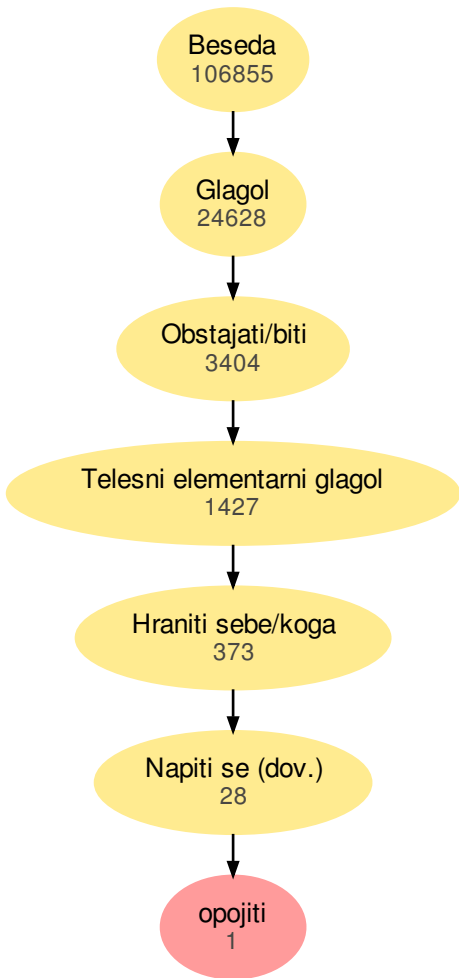 Beseda
106855
Glagol
24628
Obstajati/biti
3404
Telesni elementarni glagol
1427
Hraniti sebe/koga
373
Napiti se (dov.)
28
opojiti
1